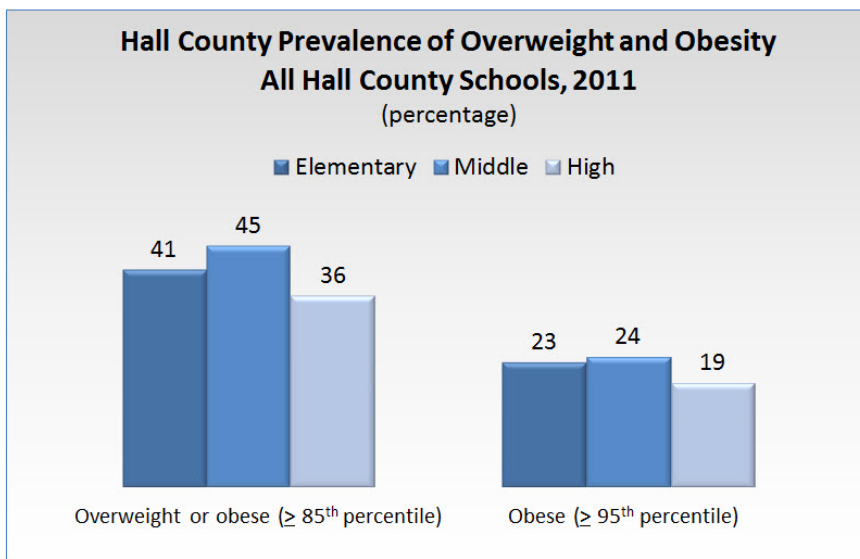 Hall County Prevalence of Overweight and Obesity
All Hall County Schools, 2011
(percentage)
Elementary Middle High
41 45 36 23 24 19
Overweight or obese (≥ 85th percentile) Obese (≥ 95th percentile)